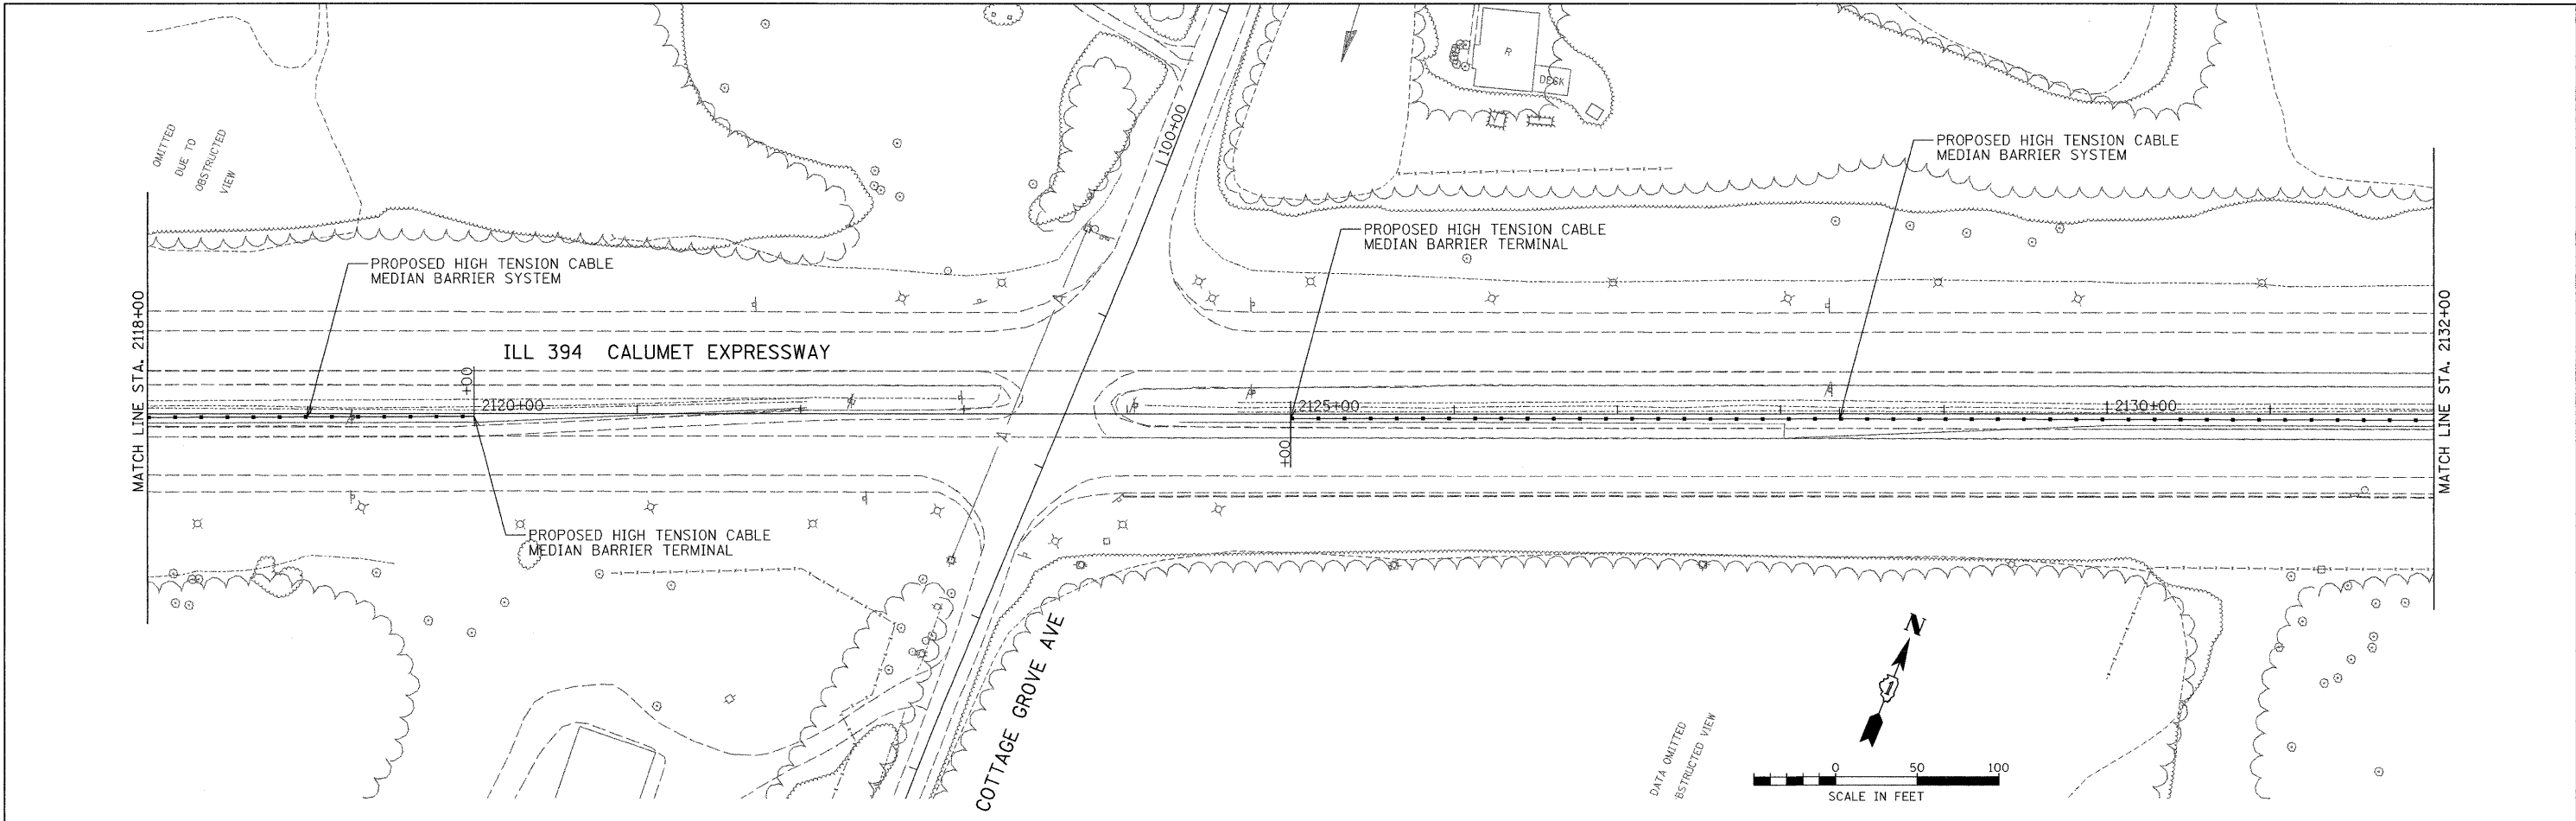 OMITTED
DUE TO
OBSTRUCTED
VIEW
1100+00
R
DESK
PROPOSED HIGH TENSION CABLE
MEDIAN BARRIER SYSTEM
PROPOSED HIGH TENSION CABLE
MEDIAN BARRIER TERMINAL
PROPOSED HIGH TENSION CABLE
MEDIAN BARRIER SYSTEM
MATCH LINE STA. 2118+00
MATCH LINE STA. 2132+00
ILL 394 CALUMET EXPRESSWAY
+00
2120+00
2125+00
2130+00
+00
PROPOSED HIGH TENSION CABLE
MEDIAN BARRIER TERMINAL
COTTAGE GROVE AVE
N
DATA OMITTED
BSTRUCTED VIEW
0 50 100
SCALE IN FEET